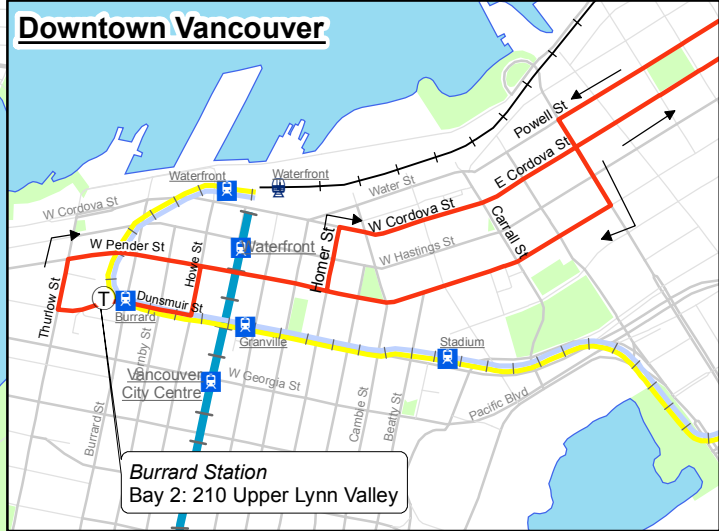 Downtown Vancouver
Powell St
E Cordova St
Waterfront
Waterfront
Water St
W Cordova St
W Cordova St
Carrall St
W Pender St
Howe St
Waterfront
Homer St
W Hastings St
Thurlow St
T
Dunsmuir St
Burrard
Granville
Stadium
Hornby St
Vancouver
City Centre
W Georgia St
Burrard St
Cambie St
Beatty St
Pacific Blvd
Burrard Station
Bay 2: 210 Upper Lynn Valley